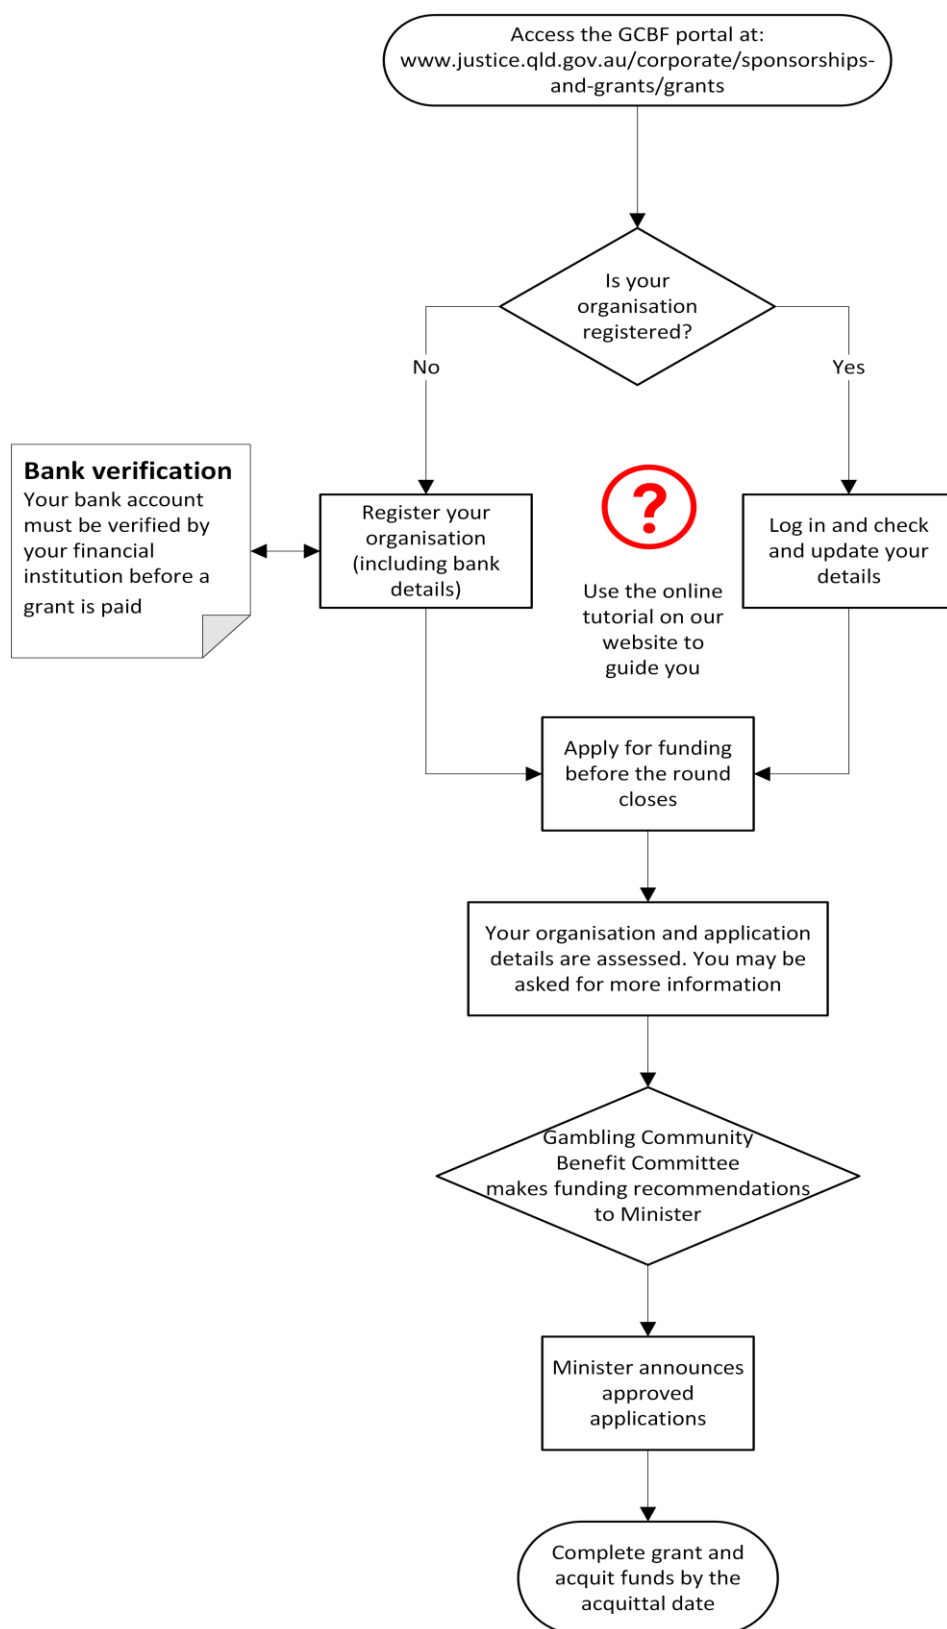 Access the GCBF portal at:
www.justice.qld.gov.au/corporate/sponsorships-
and-grants/grants
Is your
organisation
registered?
No
Yes
Bank verification
Your bank account
must be verified by
your financial
institution before a
grant is paid
Register your
organisation
(including bank
details)
?
Use the online
tutorial on our
website to
guide you
Log in and check
and update your
details
Apply for funding
before the round
closes
Your organisation and application
details are assessed. You may be
asked for more information
Gambling Community
Benefit Committee
makes funding recommendations
to Minister
Minister announces
approved
applications
Complete grant and
acquit funds by the
acquittal date